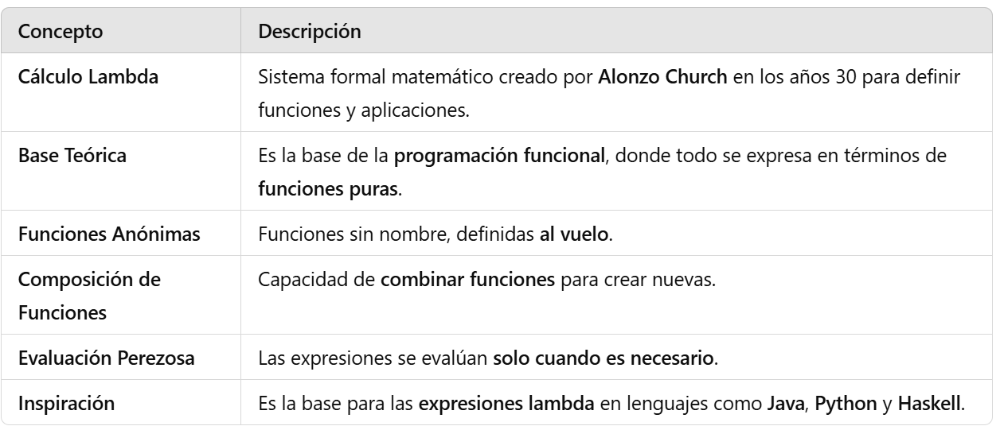 Concepto Descripción
Cálculo Lambda Sistema formal matemático creado por Alonzo Church en los años 30 para definir
funciones y aplicaciones.
Base Teórica Es la base de la programación funcional, donde todo se expresa en términos de
funciones puras.
Funciones Anónimas Funciones sin nombre, definidas al vuelo.
Composición de Capacidad de combinar funciones para crear nuevas.
Funciones
Evaluación Perezosa Las expresiones se evalúan solo cuando es necesario.
Inspiración Es la base para las expresiones lambda en lenguajes como Java, Python y Haskell.